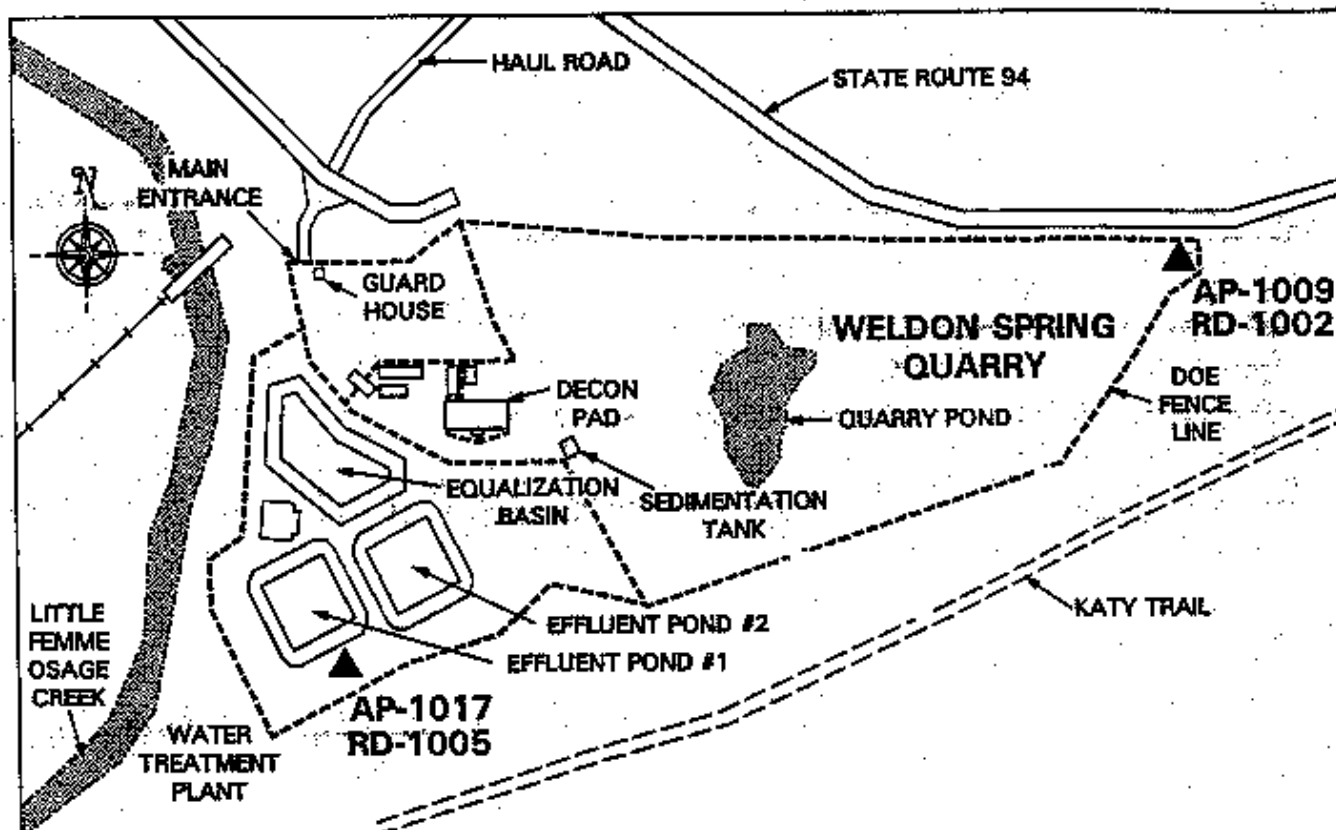 HAUL ROAD
STATE ROUTE 94
MAIN
ENTRANCE
N
GUARD
HOUSE
AP-1009
RD-1002
WELDON SPRING
QUARRY
DECON
PAD
QUARRY POND
DOE
FENCE
LINE
EQUALIZATION
BASIN
SEDIMENTATION
TANK
LITTLE
FEMME
OSAGE
CREEK
EFFLUENT POND #2
EFFLUENT POND #1
KATY TRAIL
AP-1017
RD-1005
WATER
TREATMENT
PLANT